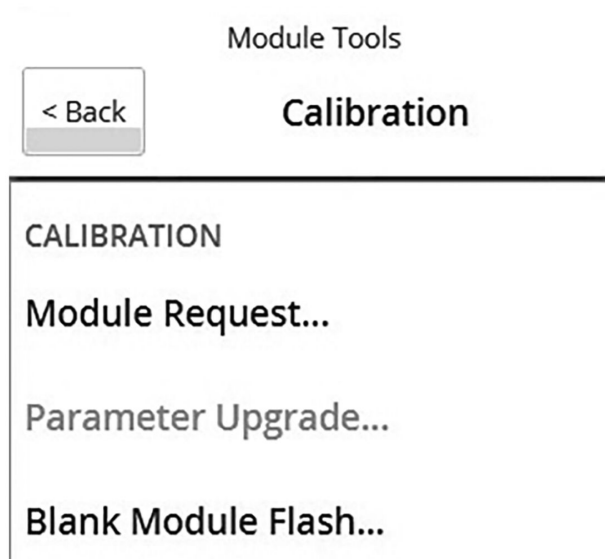 Module Tools
< Back
Calibration
CALIBRATION
Module Request...
Parameter Upgrade...
Blank Module Flash...